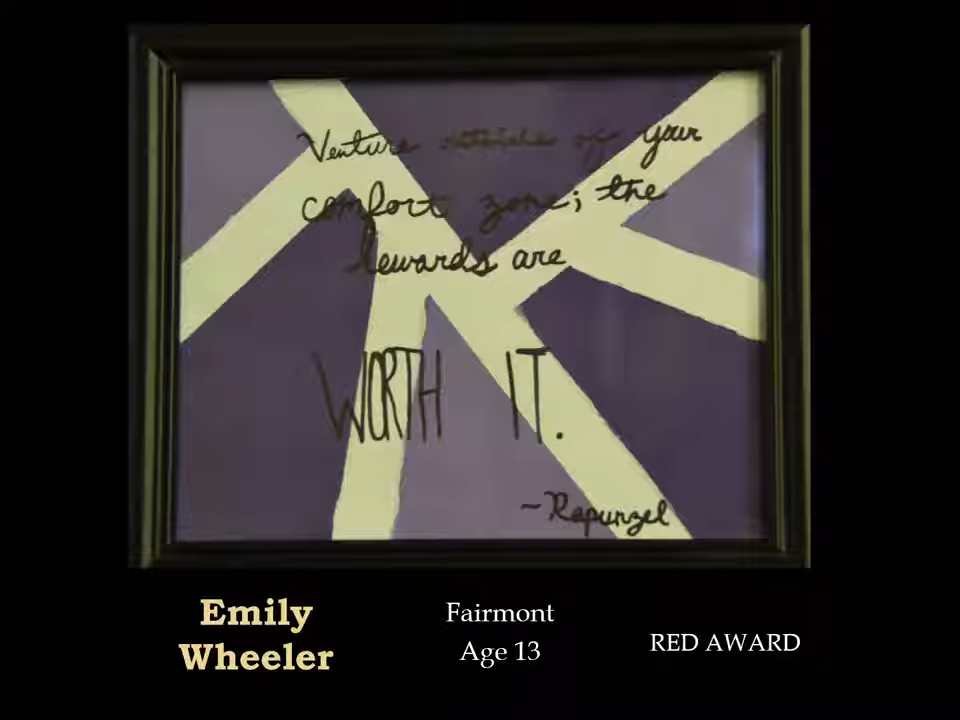 Venture outside of your
comfort zone; the
rewards are
WORTH IT.
~Rapunzel
Emily
Wheeler
Fairmont
Age 13
RED AWARD